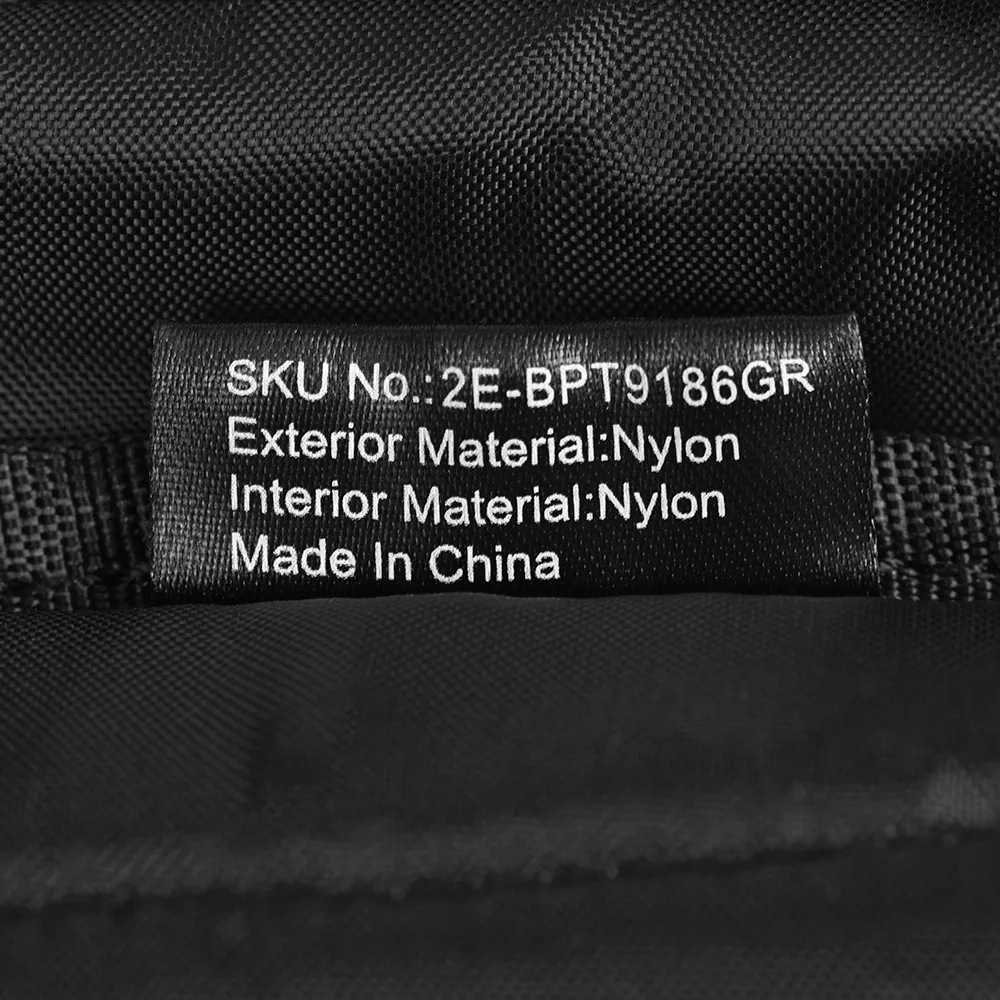 SKU No.:2E-BPT9186GR
Exterior Material:Nylon
Interior Material:Nylon
Made In China